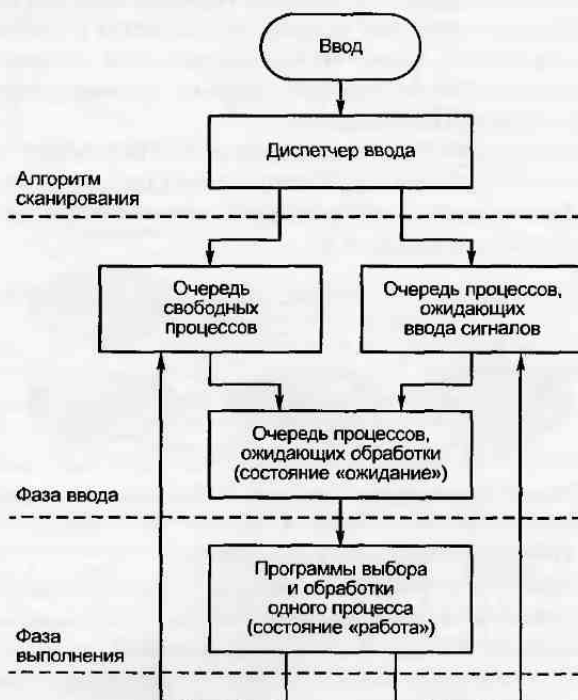 Ввод
Диспетчер ввода
Алгоритм
сканирования
Очередь
свободных
процессов
Очередь процессов,
ожидающих
ввода сигналов
Очередь процессов,
ожидающих обработки
(состояние «ожидание»)
Фаза ввода
Программы выбора
и обработки
одного процесса
(состояние «работа»)
Фаза
выполнения